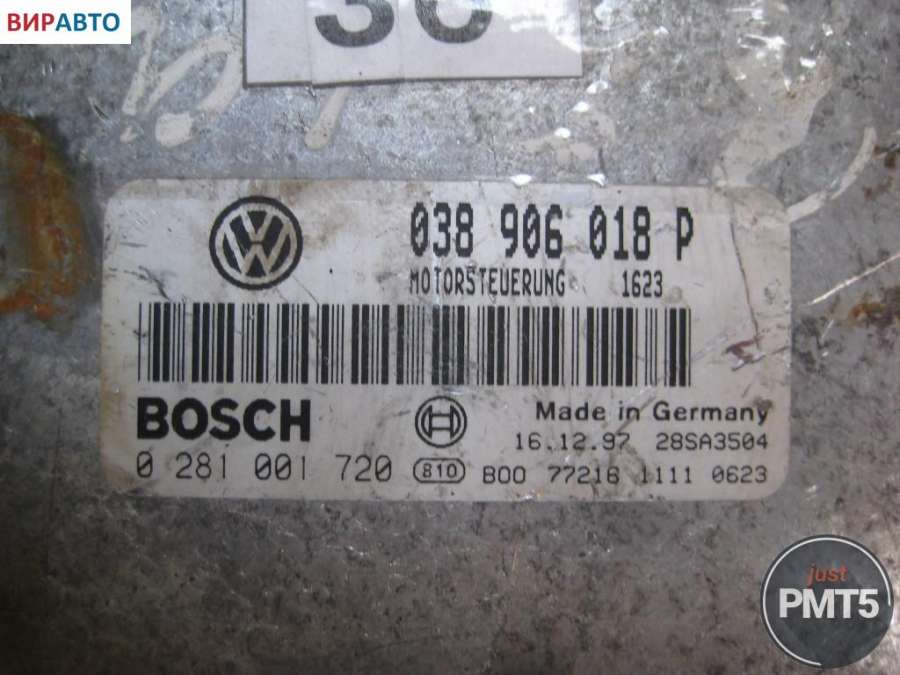 ВИРАВТО
3C
038 906 018 P
MOTORSTEUERUNG 1623
BOSCH
Made in Germany
16.12.97 28SA3504
0 281 001 720 810 B00 77216 1111 0623
just
PMT5